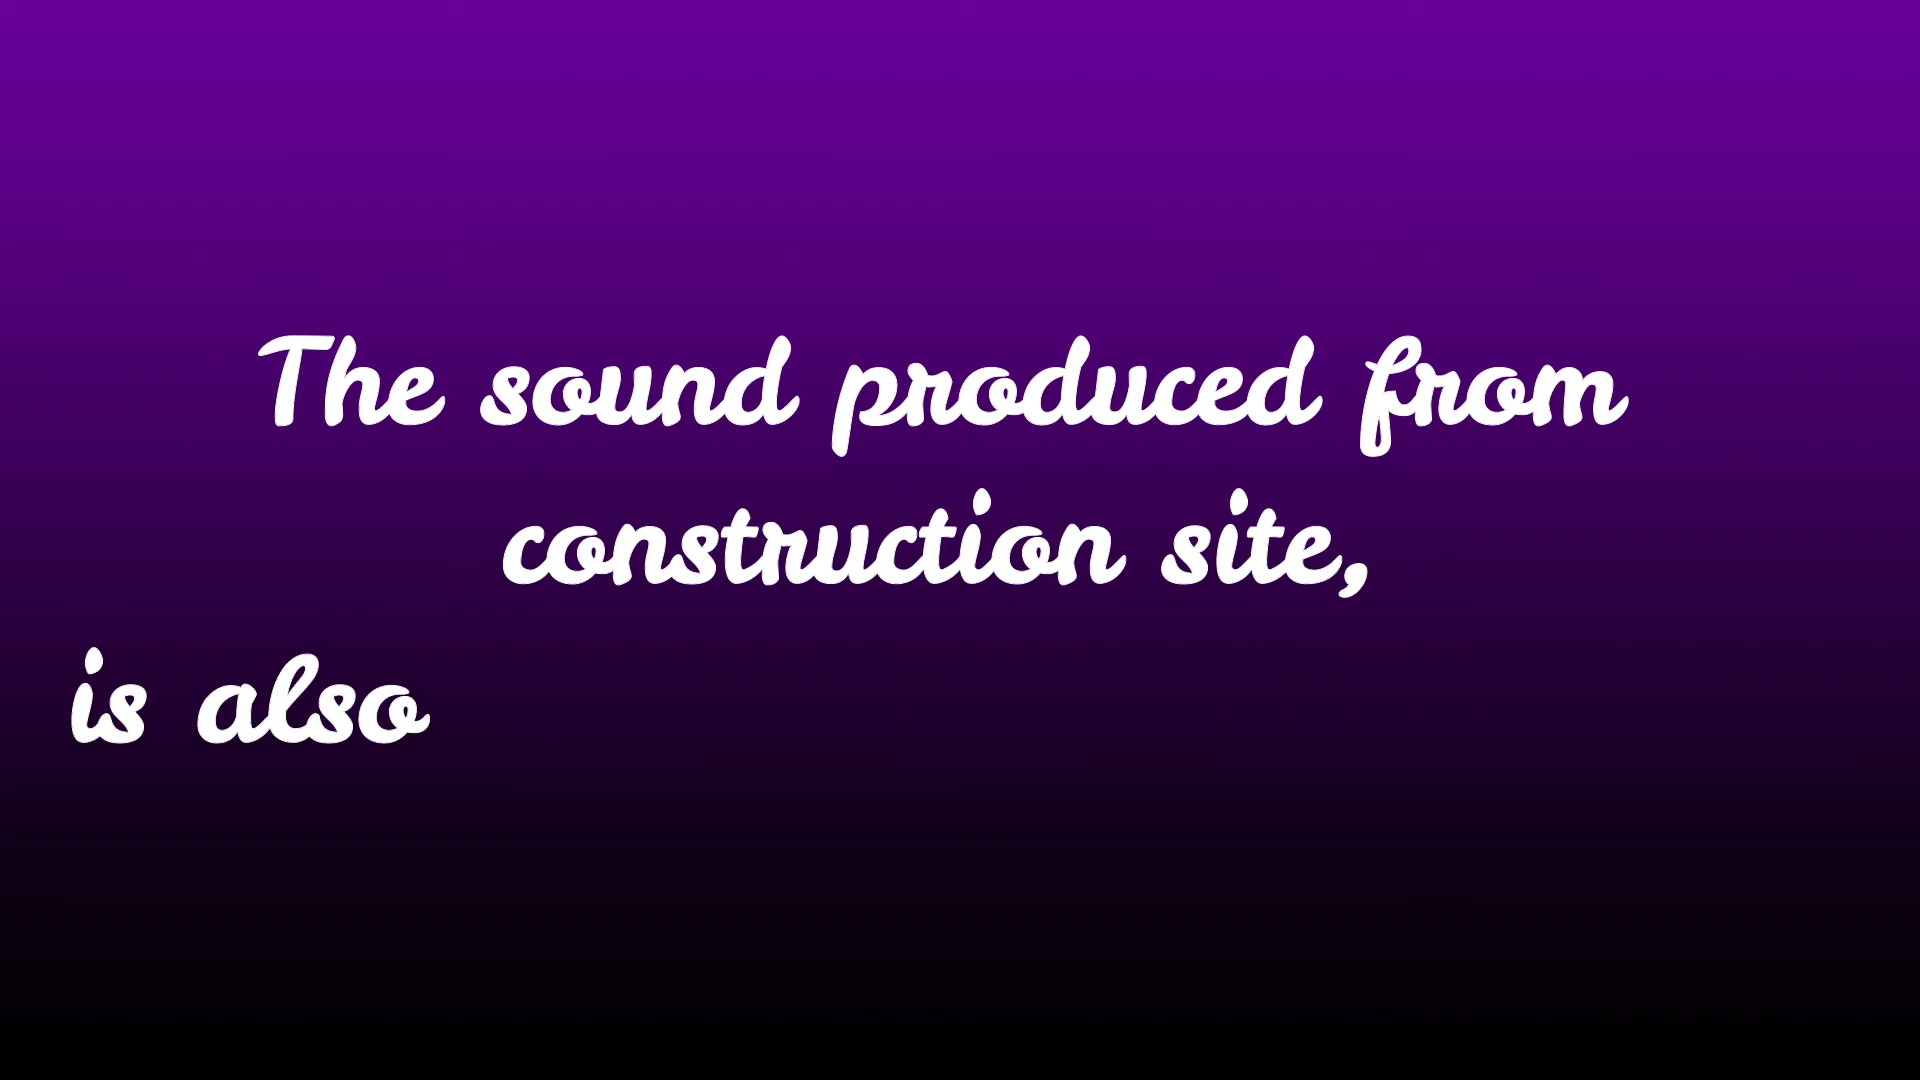 The sound produced from
construction site,
is also